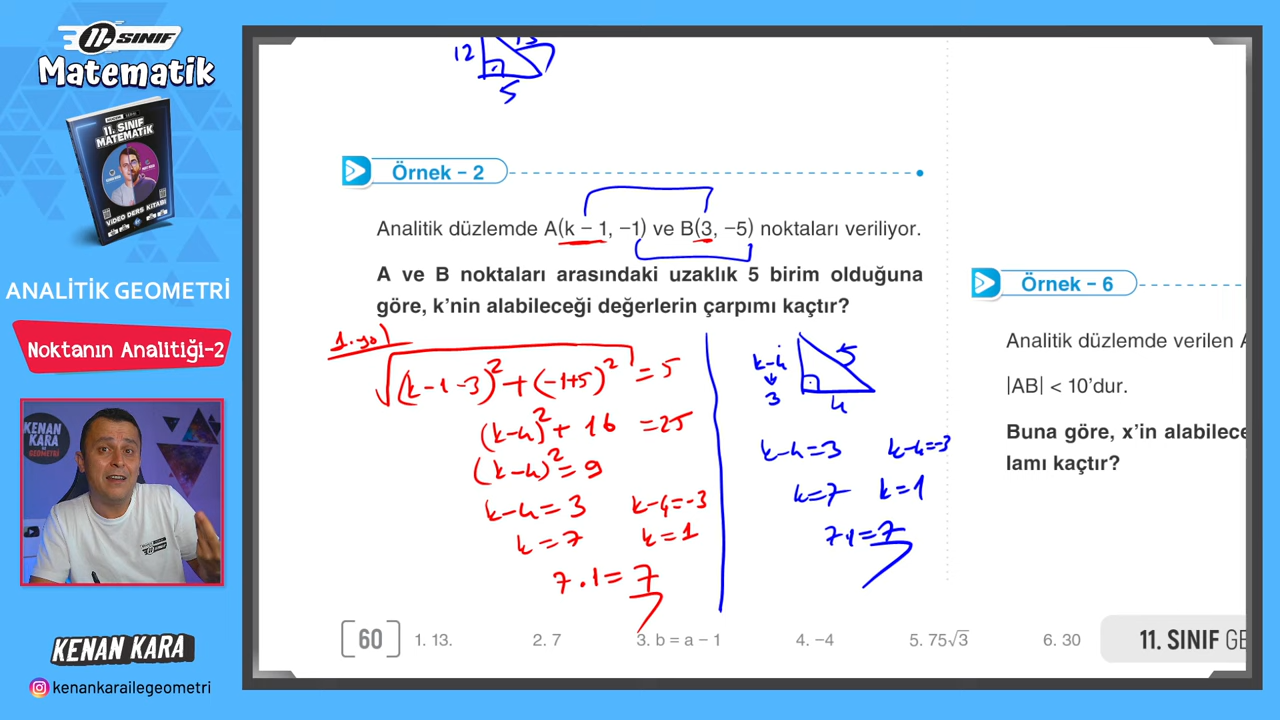 11. SINIF
Matematik
11. SINIF
MATEMATİK
VİDEO DERS KİTABI
ANALİTİK GEOMETRİ
Noktanın Analitiği-2
KENAN
KARA
GEOMETRİ
11. SINIF
KENAN KARA
kenankarailegeometri
12
13
5
Örnek – 2
Analitik düzlemde A(k – 1, –1) ve B(3, –5) noktaları veriliyor.
A ve B noktaları arasındaki uzaklık 5 birim olduğuna
göre, k’nin alabileceği değerlerin çarpımı kaçtır?
1. yol
√(k-1-3)² + (-1+5)² = 5
(k-4)² + 16 = 25
(k-4)² = 9
k-4 = 3 k-4 = -3
k = 7 k = 1
7 . 1 = 7
k-4
3
5
4
k-4 = 3 k-4 = -3
k = 7 k = 1
7.1 = 7
Örnek – 6
Analitik düzlemde verilen A
|AB| < 10’dur.
Buna göre, x’in alabilece
lamı kaçtır?
60 1. 13. 2. 7 3. b = a – 1 4. –4 5. 75√3 6. 30
11. SINIF GE